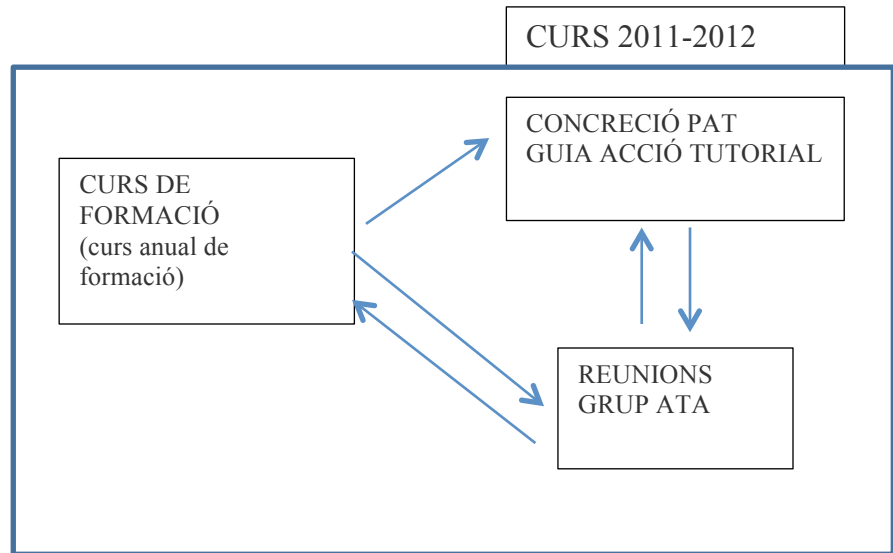 CURS 2011-2012
CONCRECIÓ PAT
GUIA ACCIÓ TUTORIAL
CURS DE
FORMACIÓ
(curs anual de
formació)
REUNIONS
GRUP ATA